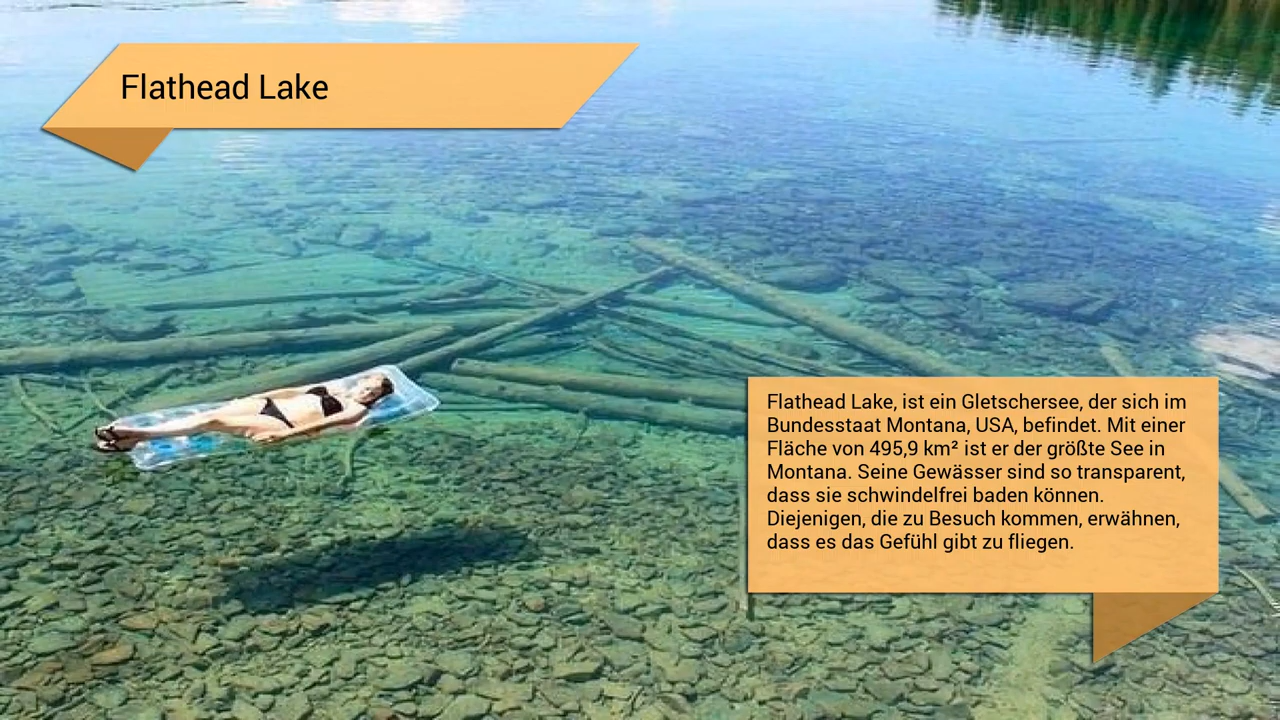 Flathead Lake
Flathead Lake, ist ein Gletschersee, der sich im
Bundesstaat Montana, USA, befindet. Mit einer
Fläche von 495,9 km² ist er der größte See in
Montana. Seine Gewässer sind so transparent,
dass sie schwindelfrei baden können.
Diejenigen, die zu Besuch kommen, erwähnen,
dass es das Gefühl gibt zu fliegen.